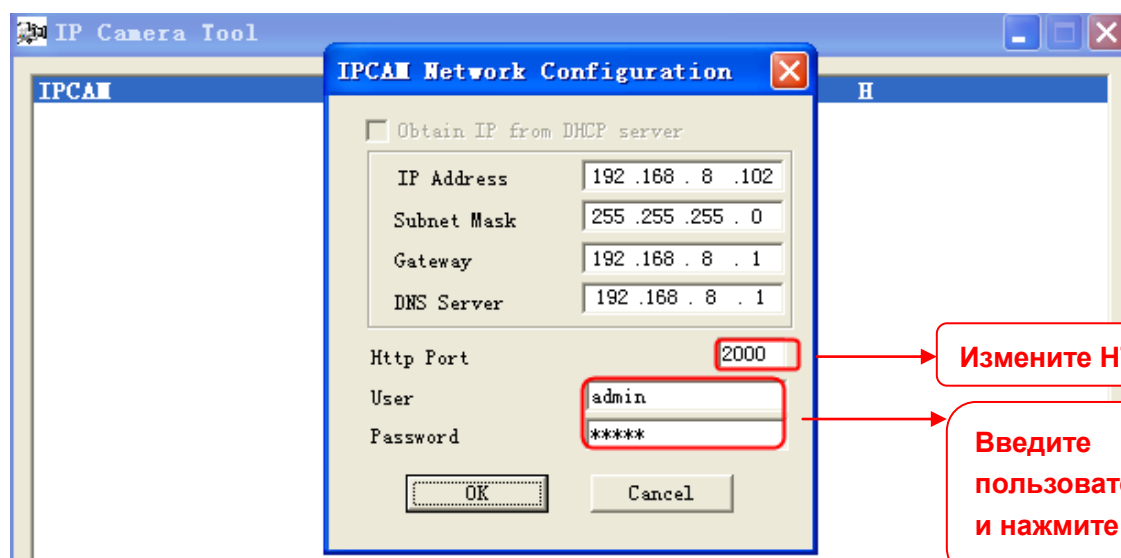 IP Camera Tool
IPCAM Network Configuration
IPCAM
H
Obtain IP from DHCP server
IP Address 192 .168 . 8 .102
Subnet Mask 255 .255 .255 . 0
Gateway 192 .168 . 8 . 1
DNS Server 192 .168 . 8 . 1
Http Port 2000
User admin
Password *****
OK Cancel
Измените
Введите
и нажмите